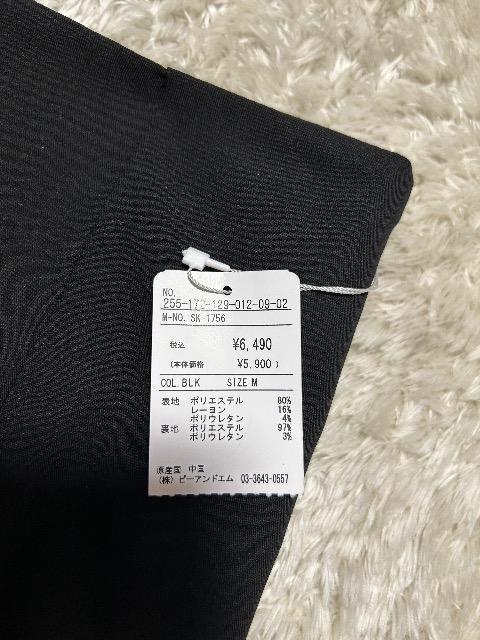 NO.
255-172-129-012-09-02
M-NO. SK-1756
税込 ¥6,490
(本体価格 ¥5,900 )
COL. BLK SIZE M
表地 ポリエステル 80%
レーヨン 16%
ポリウレタン 4%
裏地 ポリエステル 97%
ポリウレタン 3%
原産国 中国
(株) ビーアンドエム 03-3643-0557